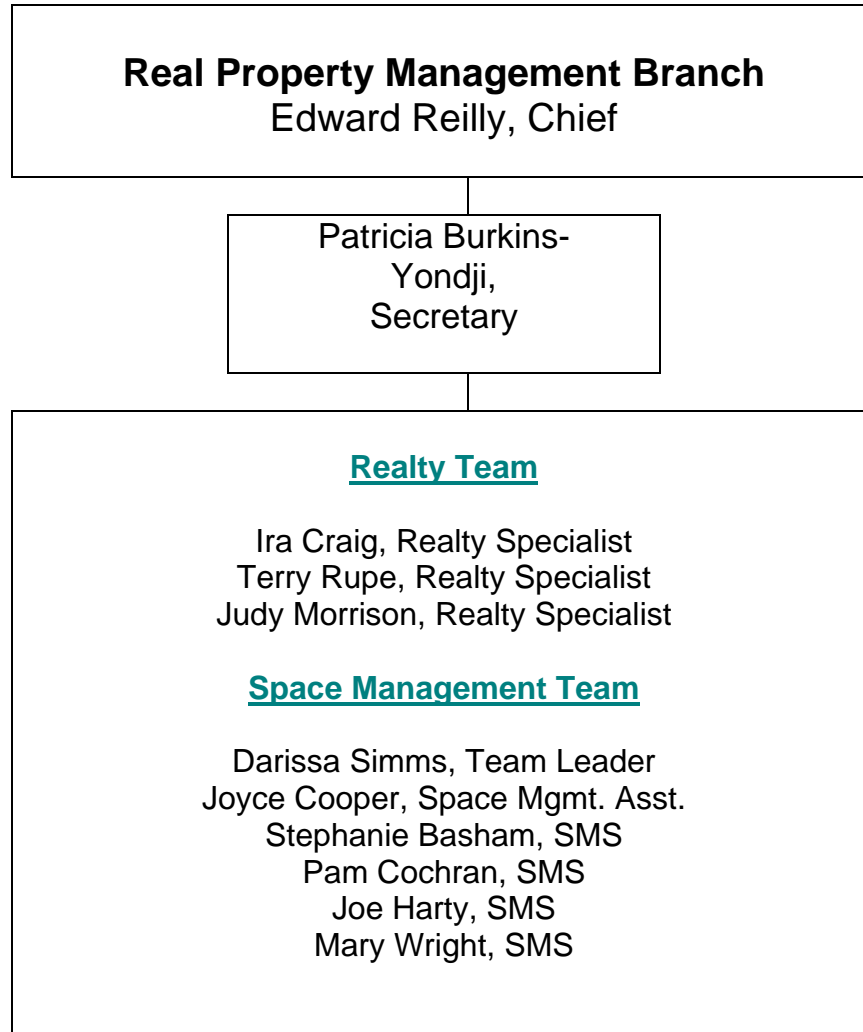 Real Property Management Branch
Edward Reilly, Chief
Patricia Burkins-
Yondji,
Secretary
Realty Team
Ira Craig, Realty Specialist
Terry Rupe, Realty Specialist
Judy Morrison, Realty Specialist
Space Management Team
Darissa Simms, Team Leader
Joyce Cooper, Space Mgmt. Asst.
Stephanie Basham, SMS
Pam Cochran, SMS
Joe Harty, SMS
Mary Wright, SMS